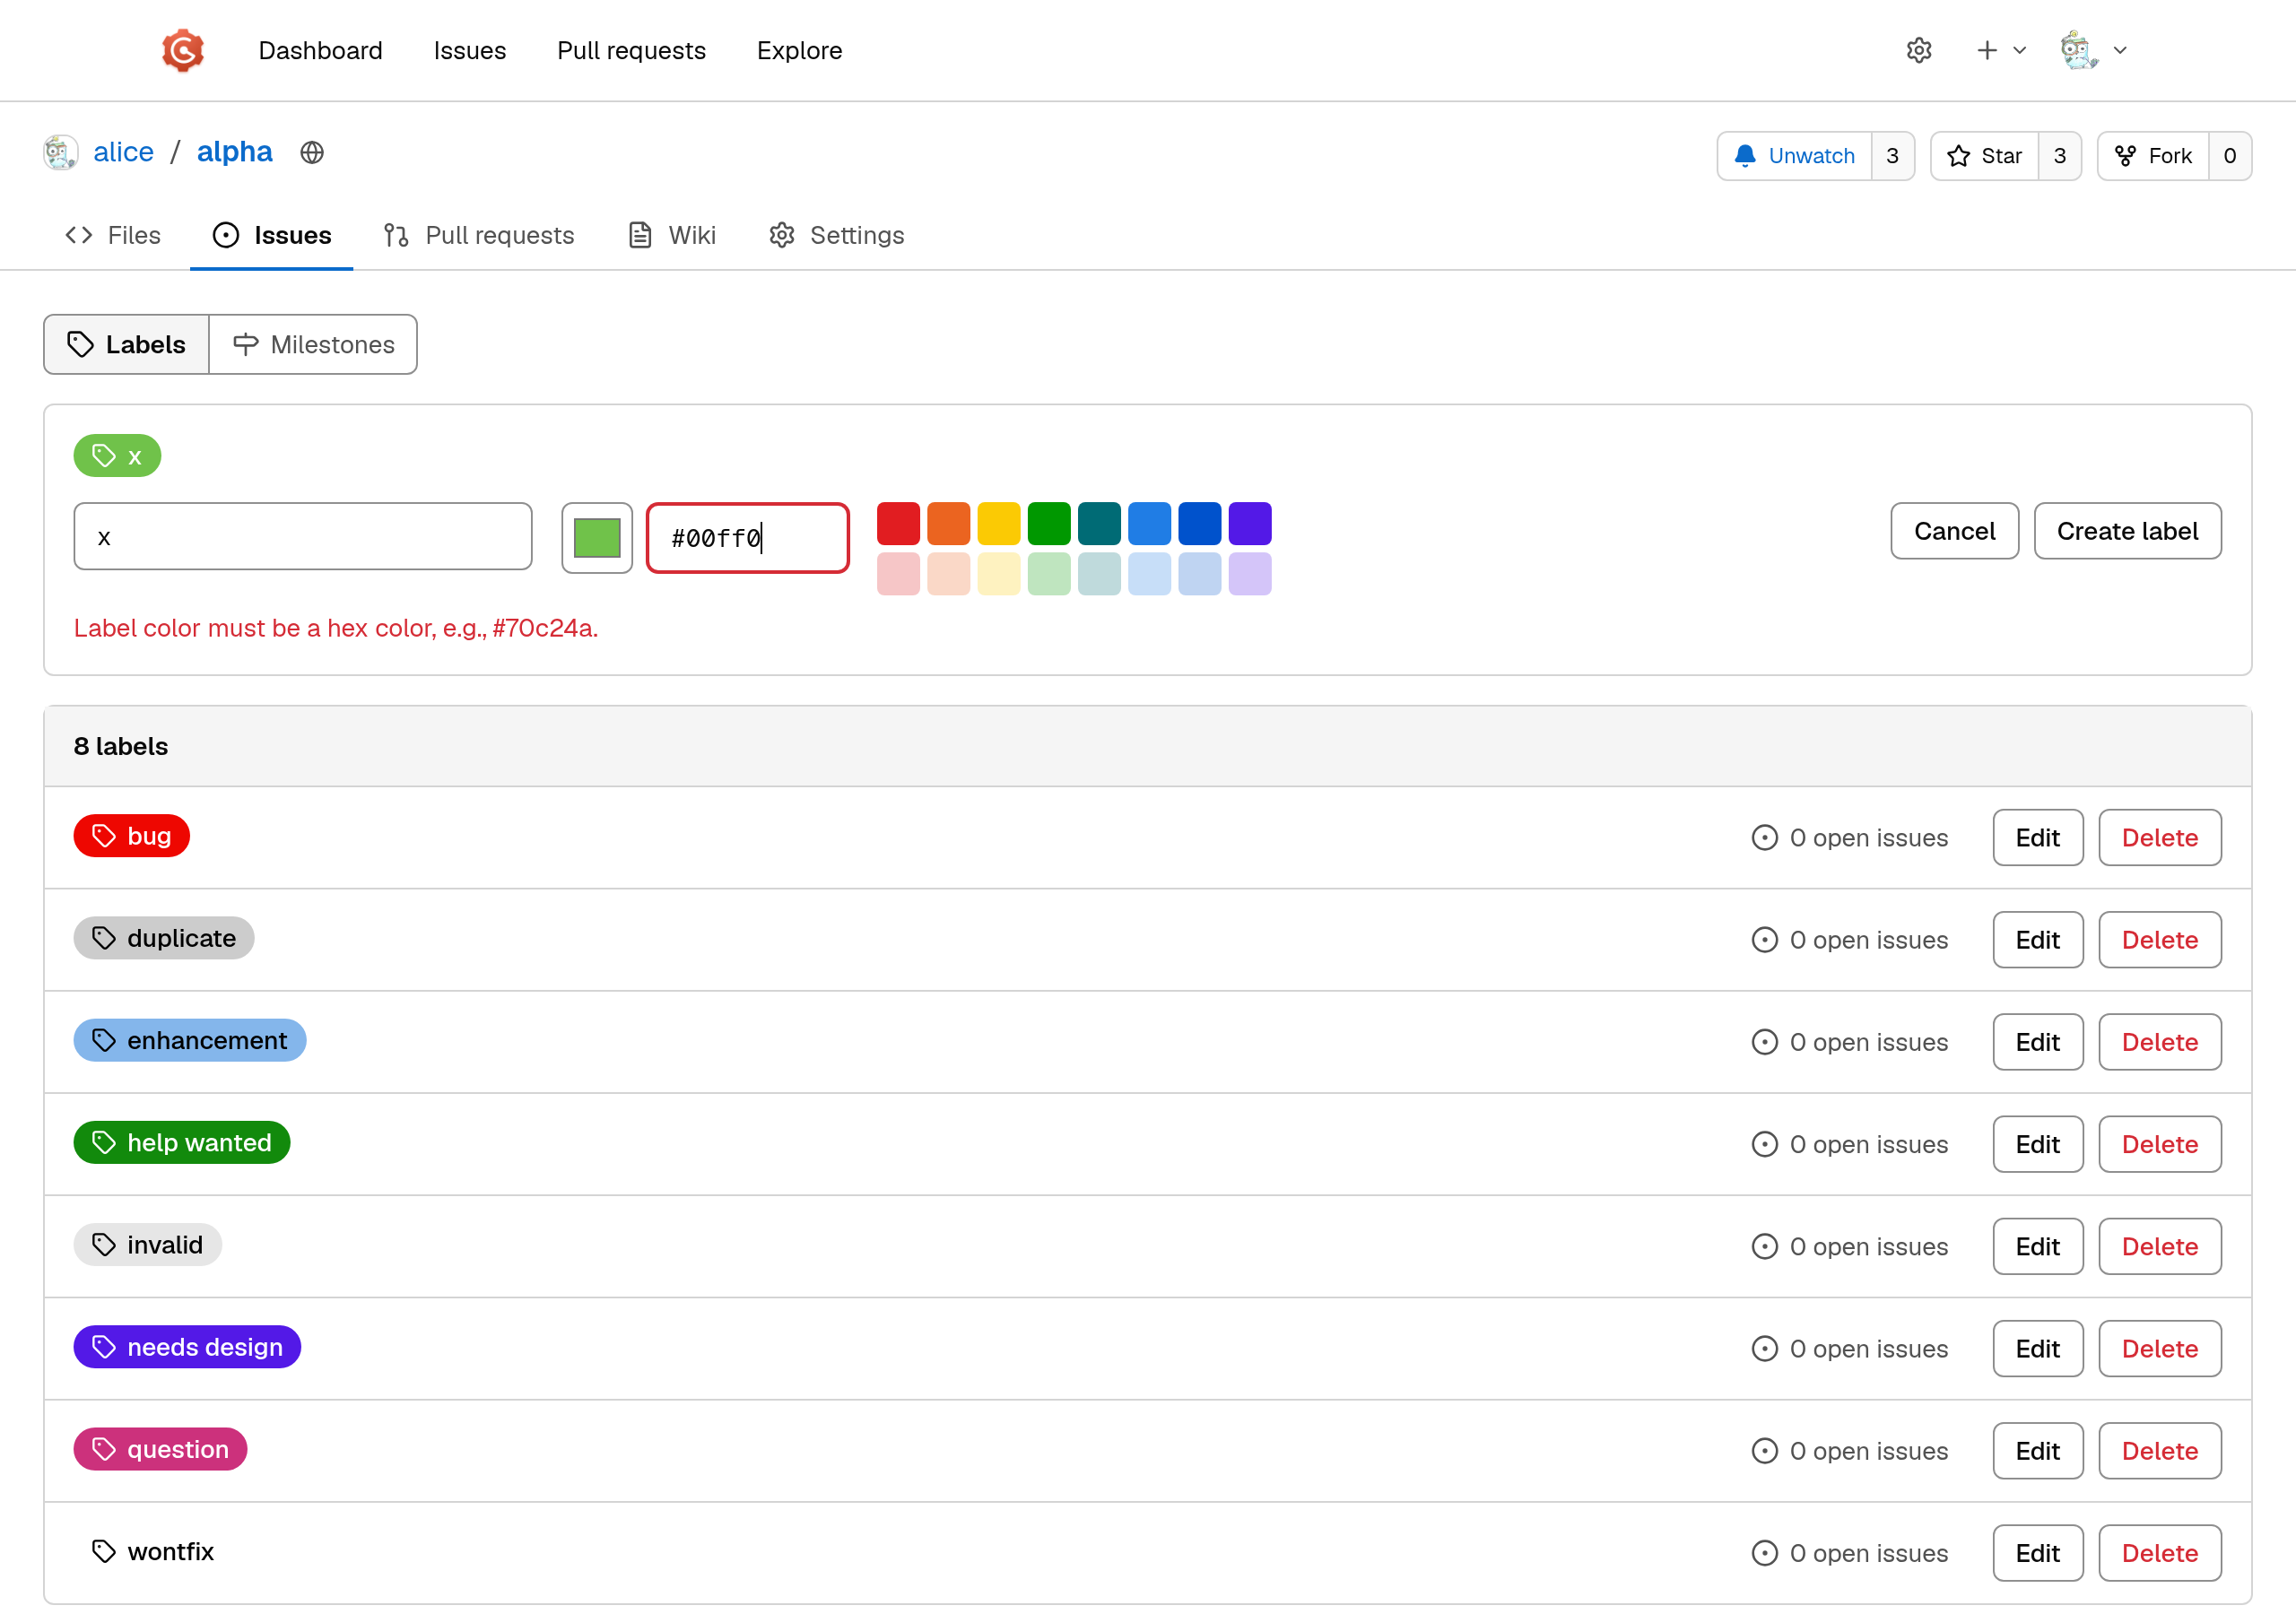 Dashboard Issues Pull requests Explore
alice / alpha Unwatch 3 Star 3 Fork 0
Files Issues Pull requests Wiki Settings
Labels Milestones
x
x #00ff0 Cancel Create label
Label color must be a hex color, e.g., #70c24a.
8 labels
bug 0 open issues Edit Delete
duplicate 0 open issues Edit Delete
enhancement 0 open issues Edit Delete
help wanted 0 open issues Edit Delete
invalid 0 open issues Edit Delete
needs design 0 open issues Edit Delete
question 0 open issues Edit Delete
wontfix 0 open issues Edit Delete